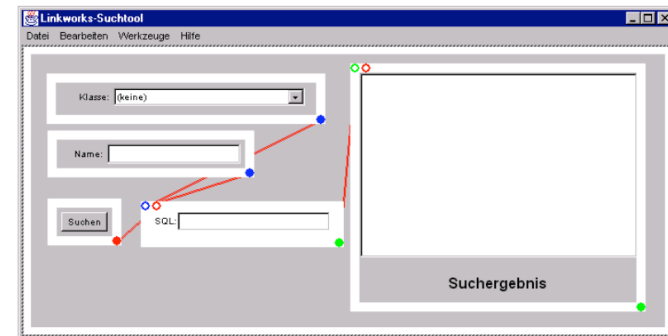 Linkworks-Suchtool
Datei Bearbeiten Werkzeuge Hilfe
Klasse: (keine)
Name:
Suchen
SQL:
Suchergebnis